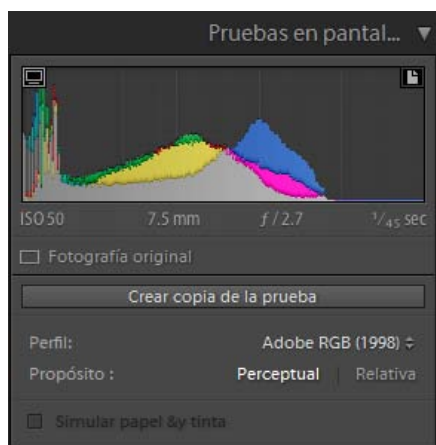 Pruebas en pantal...
ISO 50 7.5 mm ƒ / 2.7 1/45 sec
Fotografía original
Crear copia de la prueba
Perfil: Adobe RGB (1998)
Propósito : Perceptual | Relativa
Simular papel &y tinta